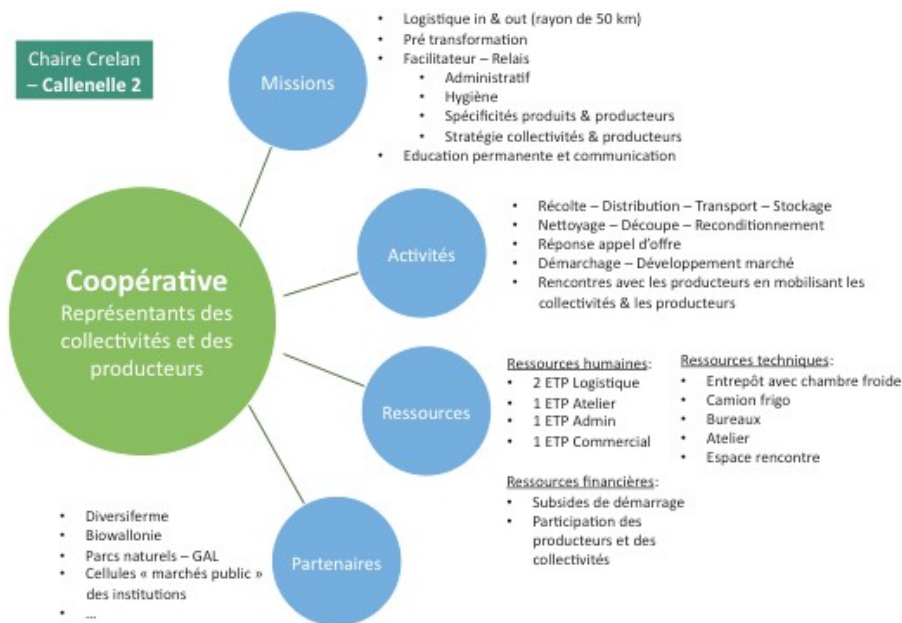 Chaire Crelan
– Callenelle 2
Missions
• Logistique in & out (rayon de 50 km)
• Pré transformation
• Facilitateur – Relais
• Administratif
• Hygiène
• Spécificités produits & producteurs
• Stratégie collectivités & producteurs
• Education permanente et communication
Coopérative
Représentants des
collectivités et des
producteurs
Activités
• Récolte – Distribution – Transport – Stockage
• Nettoyage – Découpe – Reconditionnement
• Réponse appel d’offre
• Démarchage – Développement marché
• Rencontres avec les producteurs en mobilisant les
collectivités & les producteurs
Ressources
Ressources humaines:
• 2 ETP Logistique
• 1 ETP Atelier
• 1 ETP Admin
• 1 ETP Commercial
Ressources techniques:
• Entrepôt avec chambre froide
• Camion frigo
• Bureaux
• Atelier
• Espace rencontre
Ressources financières:
• Subsides de démarrage
• Participation des
producteurs et des
collectivités
Partenaires
• Diversiferme
• Biowallonie
• Parcs naturels – GAL
• Cellules « marchés public »
des institutions
• ...